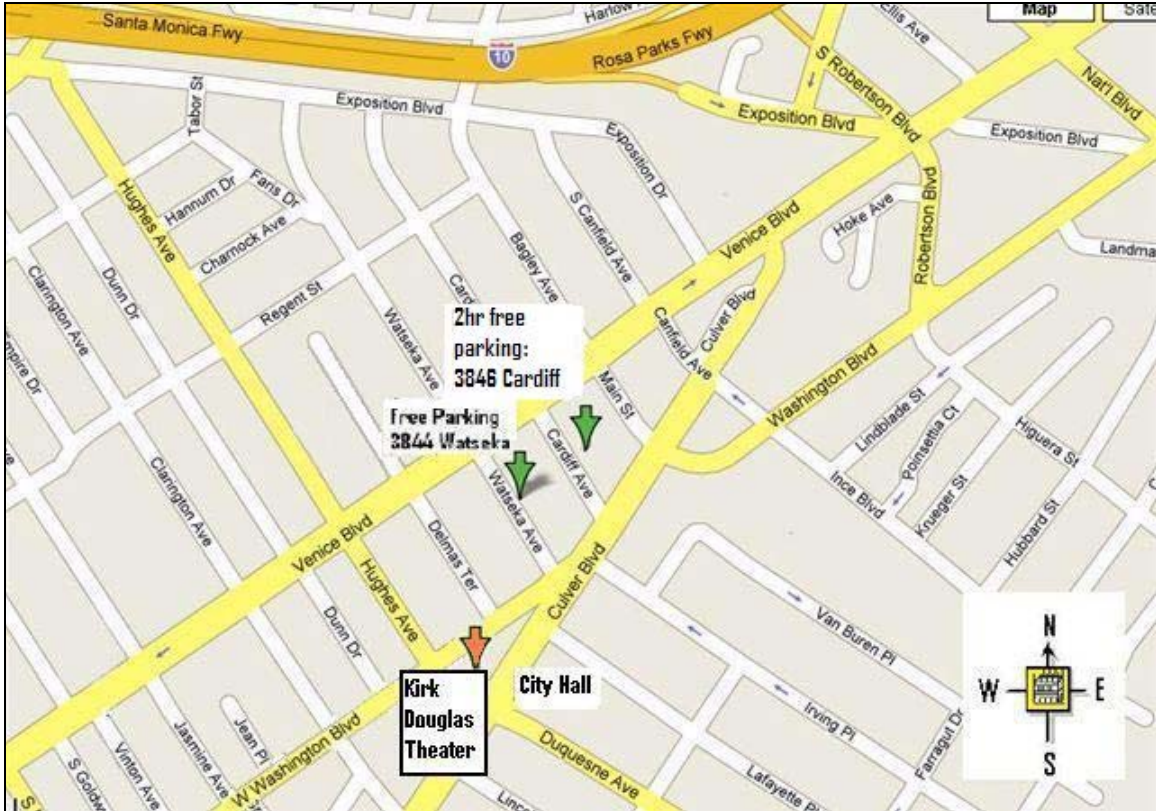 Santa Monica Fwy
Harlow
10
Rosa Parks Fwy
Ellis Ave
Map
Sate
S Robertson Blvd
Nat'l Blvd
Tabor St
Exposition Blvd
Exposition Blvd
Exposition Blvd
Exposition Dr
Hughes Ave
Hannum Dr
Faris Dr
Charnock Ave
S Canfield Ave
Venice Blvd
Hoke Ave
Robertson Blvd
Landma
Clarington Ave
Dunn Dr
Regent St
Bagley Ave
Card
Watseka Ave
mpire Dr
2hr free
parking:
3846 Cardiff
Canfield Ave
Culver Blvd
Main St
Washington Blvd
Free Parking
3844 Watseka
Cardiff Ave
Watseka Ave
Lindblade St
Poinsettia Ct
Higuera St
Krueger St
Ince Blvd
Hubbard St
Clarington Ave
Venice Blvd
Delmas Ter
Hughes Ave
Dunn Dr
Culver Blvd
Van Buren Pl
Irving Pl
Farragut Dr
Lafayette Pl
Kirk
Douglas
Theater
City Hall
Duquesne Ave
W Washington Blvd
Jean Pl
Jasmine Ave
Vinton Ave
S Goldw
Linc
N
W
E
S